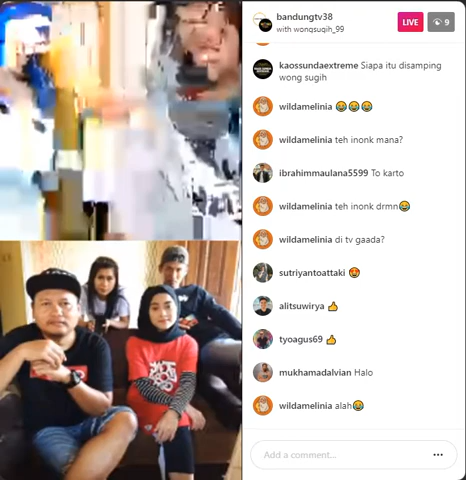 bandungtv38
with wonqsuqih_99
LIVE
9
kaossundaextreme Siapa itu disamping
wong sugih
wildamelinia 😂😂😂
wildamelinia teh inonk mana?
ibrahimmaulana5599 To karto
wildamelinia teh inonk drmn😂
wildamelinia di tv gaada?
sutriyantoattaki 😍
alitsuwirya 👍
tyoagus69 👍
mukhamadalvian Halo
wildamelinia alah😂
Add a comment...